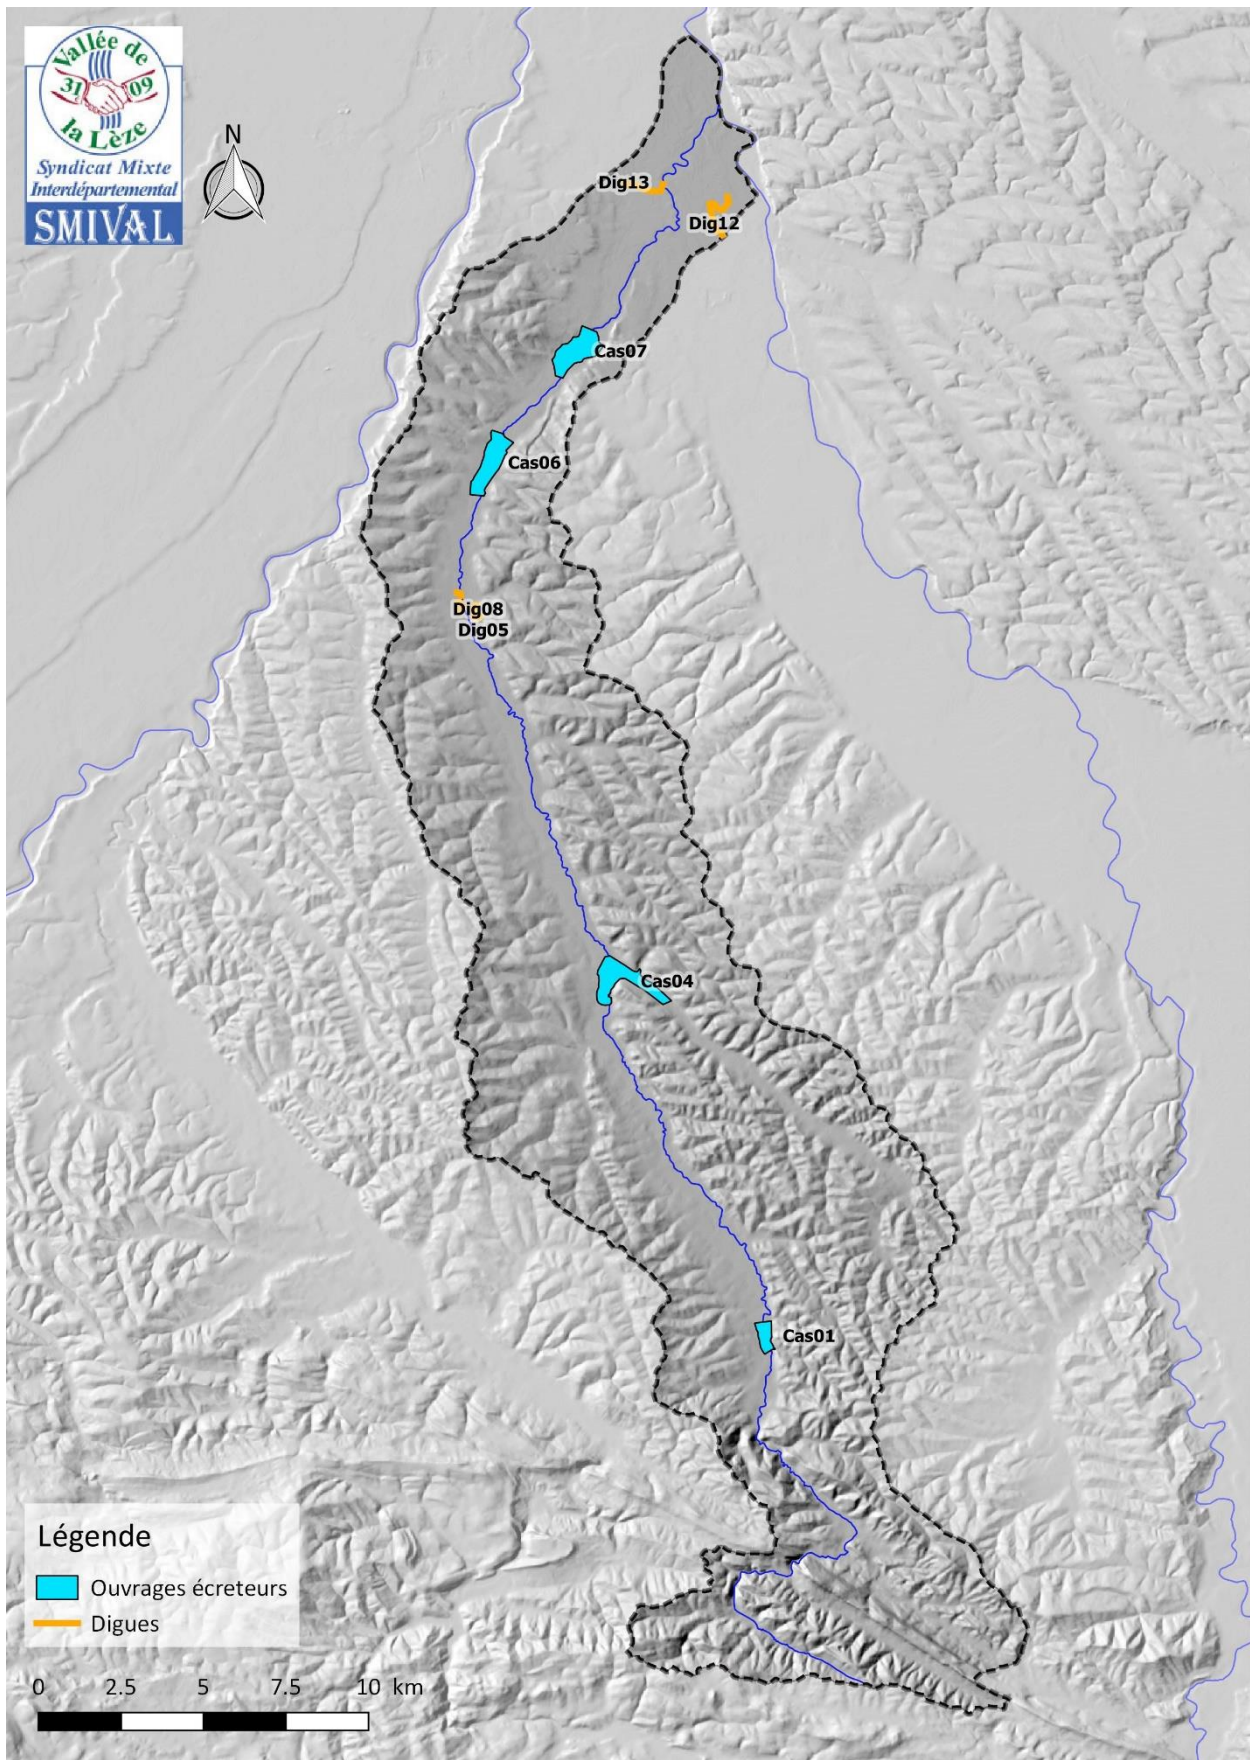 Vallée de
31 09
la Lèze
Syndicat Mixte
Interdépartemental
SMIVAL
N
Dig13
Dig12
Cas07
Cas06
Dig08
Dig05
Cas04
Cas01
Légende
Ouvrages écreteurs
Digues
0 2.5 5 7.5 10 km